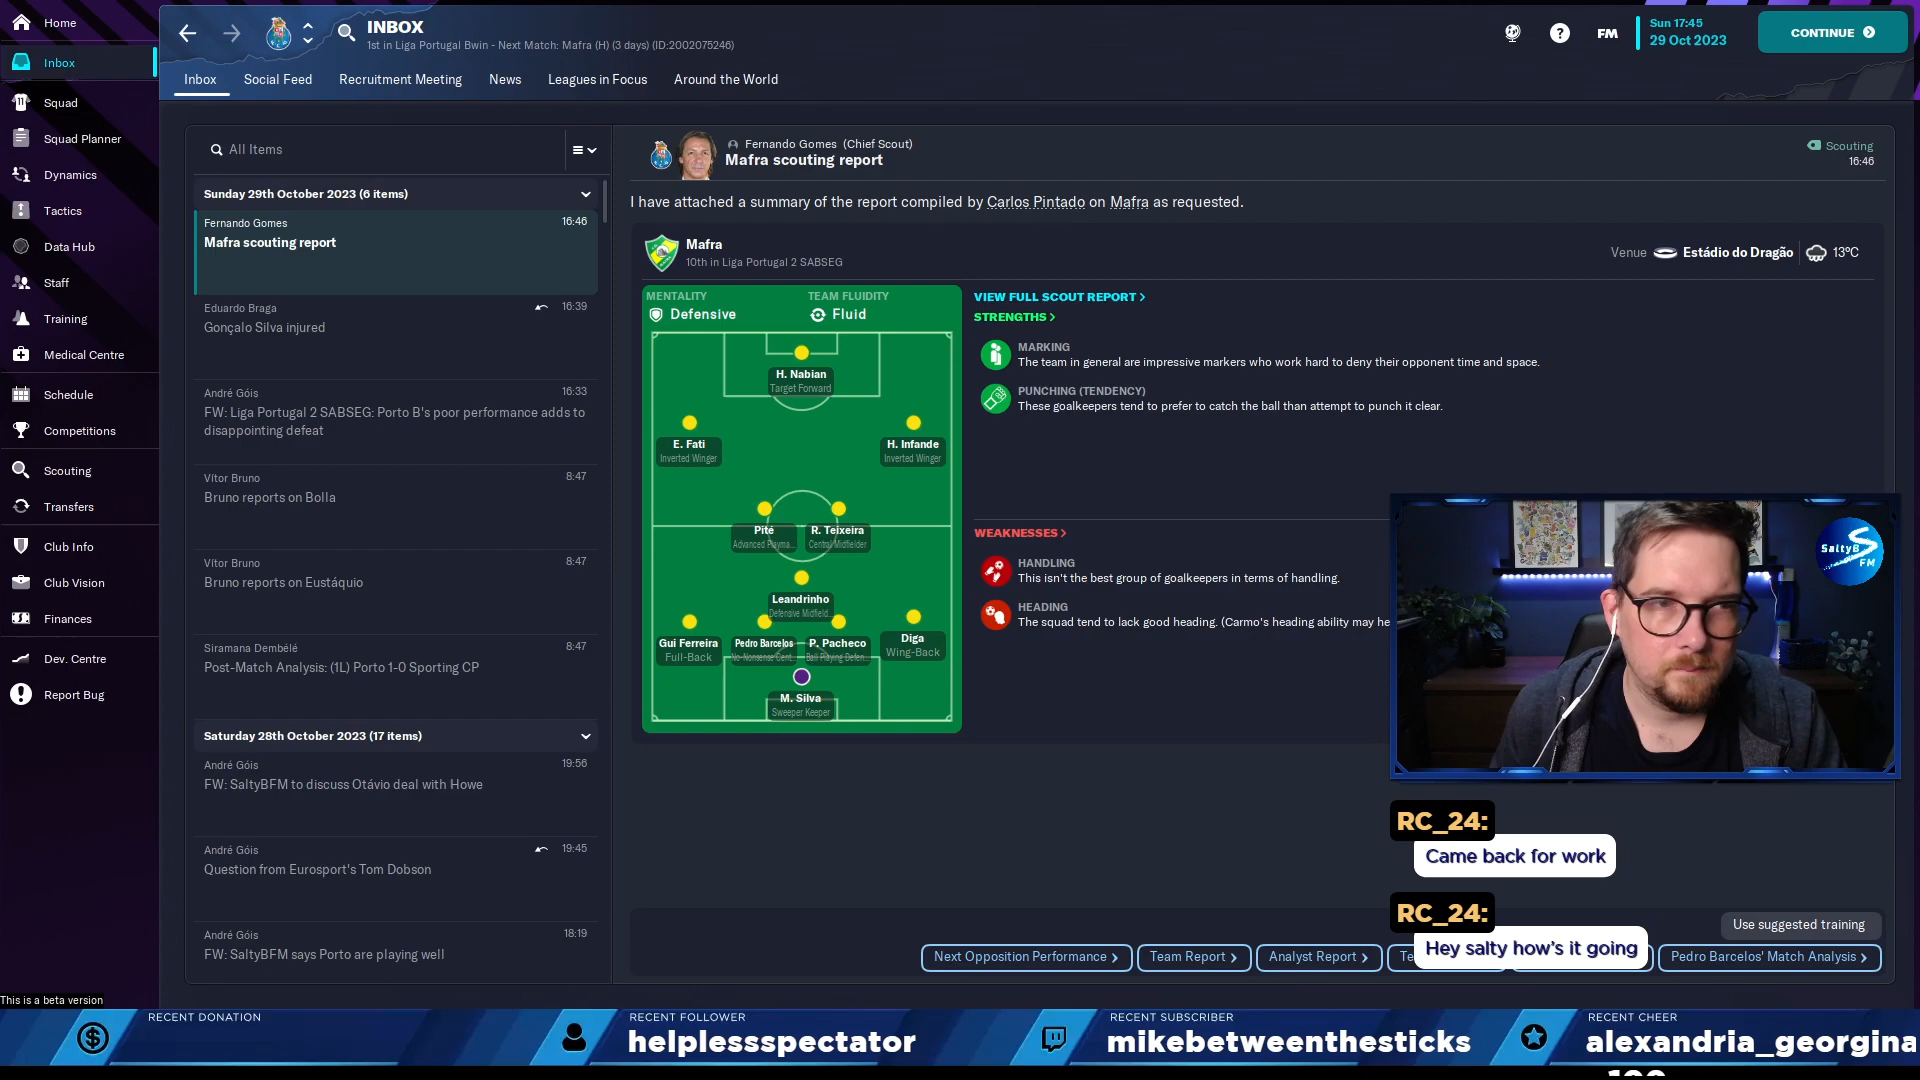 Home
Inbox
Squad
Squad Planner
Dynamics
Tactics
Data Hub
Staff
Training
Medical Centre
Schedule
Competitions
Scouting
Transfers
Club Info
Club Vision
Finances
Dev. Centre
Report Bug
This is a beta version
INBOX
1st in Liga Portugal Bwin - Next Match: Mafra (H) (3 days) (ID:2002075246)
FM
Sun 17:45
29 Oct 2023
CONTINUE
Inbox
Social Feed
Recruitment Meeting
News
Leagues in Focus
Around the World
All Items
Sunday 29th October 2023 (6 items)
Fernando Gomes 16:46
Mafra scouting report
Eduardo Braga 16:39
Gonçalo Silva injured
André Góis 16:33
FW: Liga Portugal 2 SABSEG: Porto B's poor performance adds to
disappointing defeat
Vítor Bruno 8:47
Bruno reports on Bolla
Vítor Bruno 8:47
Bruno reports on Eustáquio
Siramana Dembélé 8:47
Post-Match Analysis: (1L) Porto 1-0 Sporting CP
Saturday 28th October 2023 (17 items)
André Góis 19:56
FW: SaltyBFM to discuss Otávio deal with Howe
André Góis 19:45
Question from Eurosport's Tom Dobson
André Góis 18:19
FW: SaltyBFM says Porto are playing well
Fernando Gomes (Chief Scout)
Mafra scouting report
Scouting
16:46
I have attached a summary of the report compiled by Carlos Pintado on Mafra as requested.
Mafra
10th in Liga Portugal 2 SABSEG
Venue Estádio do Dragão 13ºC
MENTALITY TEAM FLUIDITY
Defensive Fluid
H. Nabian
Target Forward
E. Fati
Inverted Winger
H. Infande
Inverted Winger
Pité
Advanced Playma...
R. Teixeira
Central Midfielder
Leandrinho
Defensive Midfield...
Gui Ferreira
Full-Back
Pedro Barcelos
No-Nonsense Cent...
P. Pacheco
Ball Playing Defen...
Diga
Wing-Back
M. Silva
Sweeper Keeper
VIEW FULL SCOUT REPORT >
STRENGTHS >
MARKING
The team in general are impressive markers who work hard to deny their opponent time and space.
PUNCHING (TENDENCY)
These goalkeepers tend to prefer to catch the ball than attempt to punch it clear.
WEAKNESSES >
HANDLING
This isn't the best group of goalkeepers in terms of handling.
HEADING
The squad tend to lack good heading. (Carmo's heading ability may he
SaltyB
FM
RC_24:
Came back for work
RC_24:
Hey salty how's it going
Use suggested training
Next Opposition Performance >
Team Report >
Analyst Report >
Te
Pedro Barcelos' Match Analysis >
RECENT DONATION
RECENT FOLLOWER
helplessspectator
RECENT SUBSCRIBER
mikebetweenthesticks
RECENT CHEER
alexandria_georgina